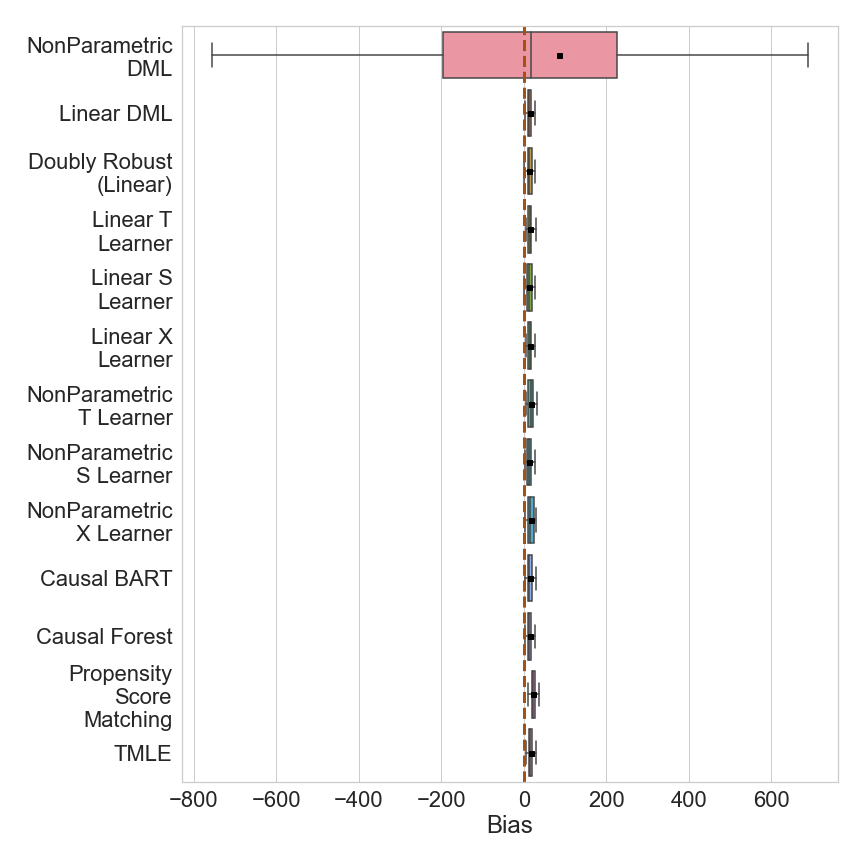 NonParametric
DML
Linear DML
Doubly Robust
(Linear)
Linear T
Learner
Linear S
Learner
Linear X
Learner
NonParametric
T Learner
NonParametric
S Learner
NonParametric
X Learner
Causal BART
Causal Forest
Propensity
Score
Matching
TMLE
−800 −600 −400 −200 0 200 400 600
Bias